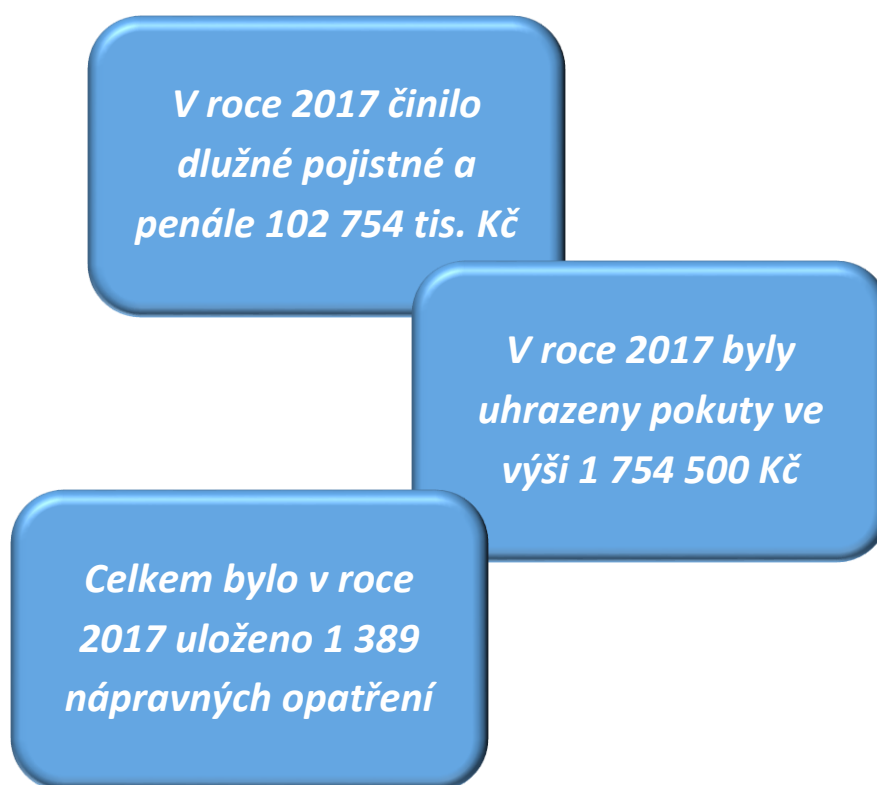 V roce 2017 činilo
dlužné pojistné a
penále 102 754 tis. Kč
V roce 2017 byly
uhrazeny pokuty ve
výši 1 754 500 Kč
Celkem bylo v roce
2017 uloženo 1 389
nápravných opatření